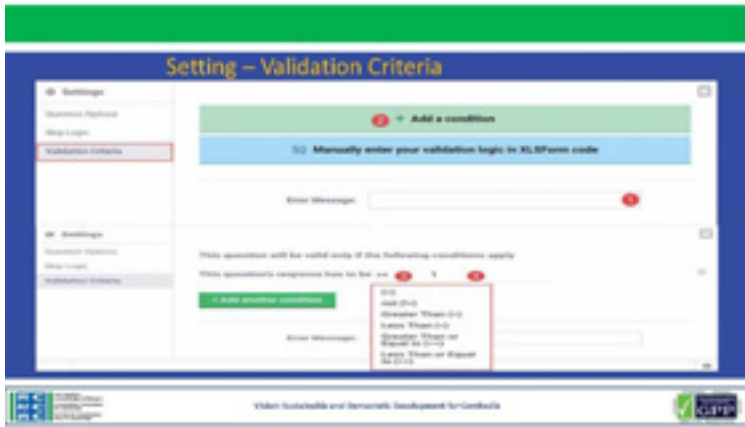 Setting – Validation Criteria
Settings
Question Options
Skip Logic
Validation Criteria
2 + Add a condition
Manually enter your validation logic in XLSForm code
Error Message:
1
Settings
Question Options
Skip Logic
Validation Criteria
This question will be valid only if the following conditions apply
This question's response has to be
+ Add another condition
not (!=)
Greater Than (>)
Less Than (<)
Greater Than or
Equal to (>=)
Less Than or Equal
to (<=)
Error Message:
Vision: Sustainable and Democratic Development for Cambodia
GPP